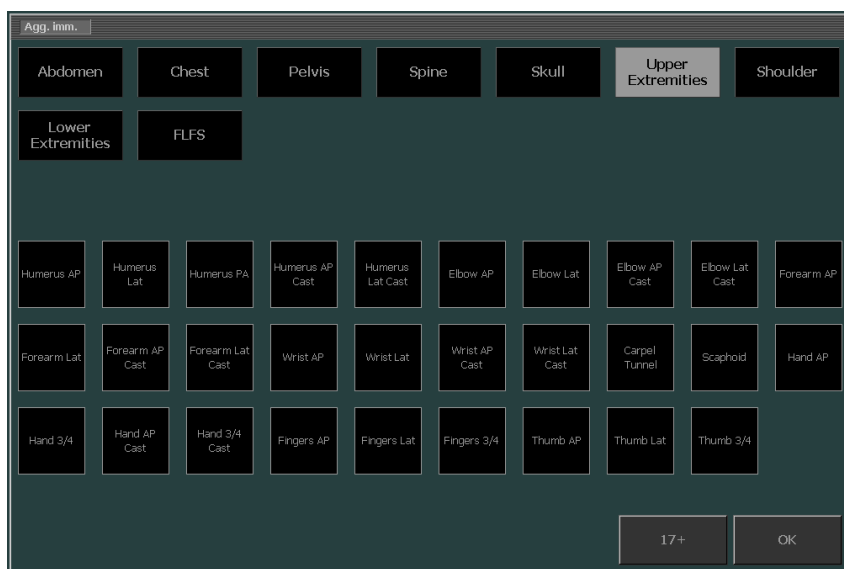 Agg. imm.
Abdomen
Chest
Pelvis
Spine
Skull
Upper
Extremities
Shoulder
Lower
Extremities
FLFS
Humerus AP
Humerus
Lat
Humerus PA
Humerus AP
Cast
Humerus
Lat Cast
Elbow AP
Elbow Lat
Elbow AP
Cast
Elbow Lat
Cast
Forearm AP
Forearm Lat
Forearm AP
Cast
Forearm Lat
Cast
Wrist AP
Wrist Lat
Wrist AP
Cast
Wrist Lat
Cast
Carpel
Tunnel
Scaphoid
Hand AP
Hand 3/4
Hand AP
Cast
Hand 3/4
Cast
Fingers AP
Fingers Lat
Fingers 3/4
Thumb AP
Thumb Lat
Thumb 3/4
17+
OK